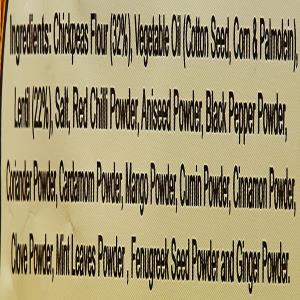 Ingredients: Chickpeas Flour (32%), Vegetable Oil (Cotton Seed, Corn & Palmolein),
Lentil (22%), Salt, Red Chilli Powder, Aniseed Powder, Black Pepper Powder,
Coriander Powder, Cardamom Powder, Mango Powder, Cumin Powder, Cinnamon Powder,
Clove Powder, Mint Leaves Powder , Fenugreek Seed Powder and Ginger Powder.